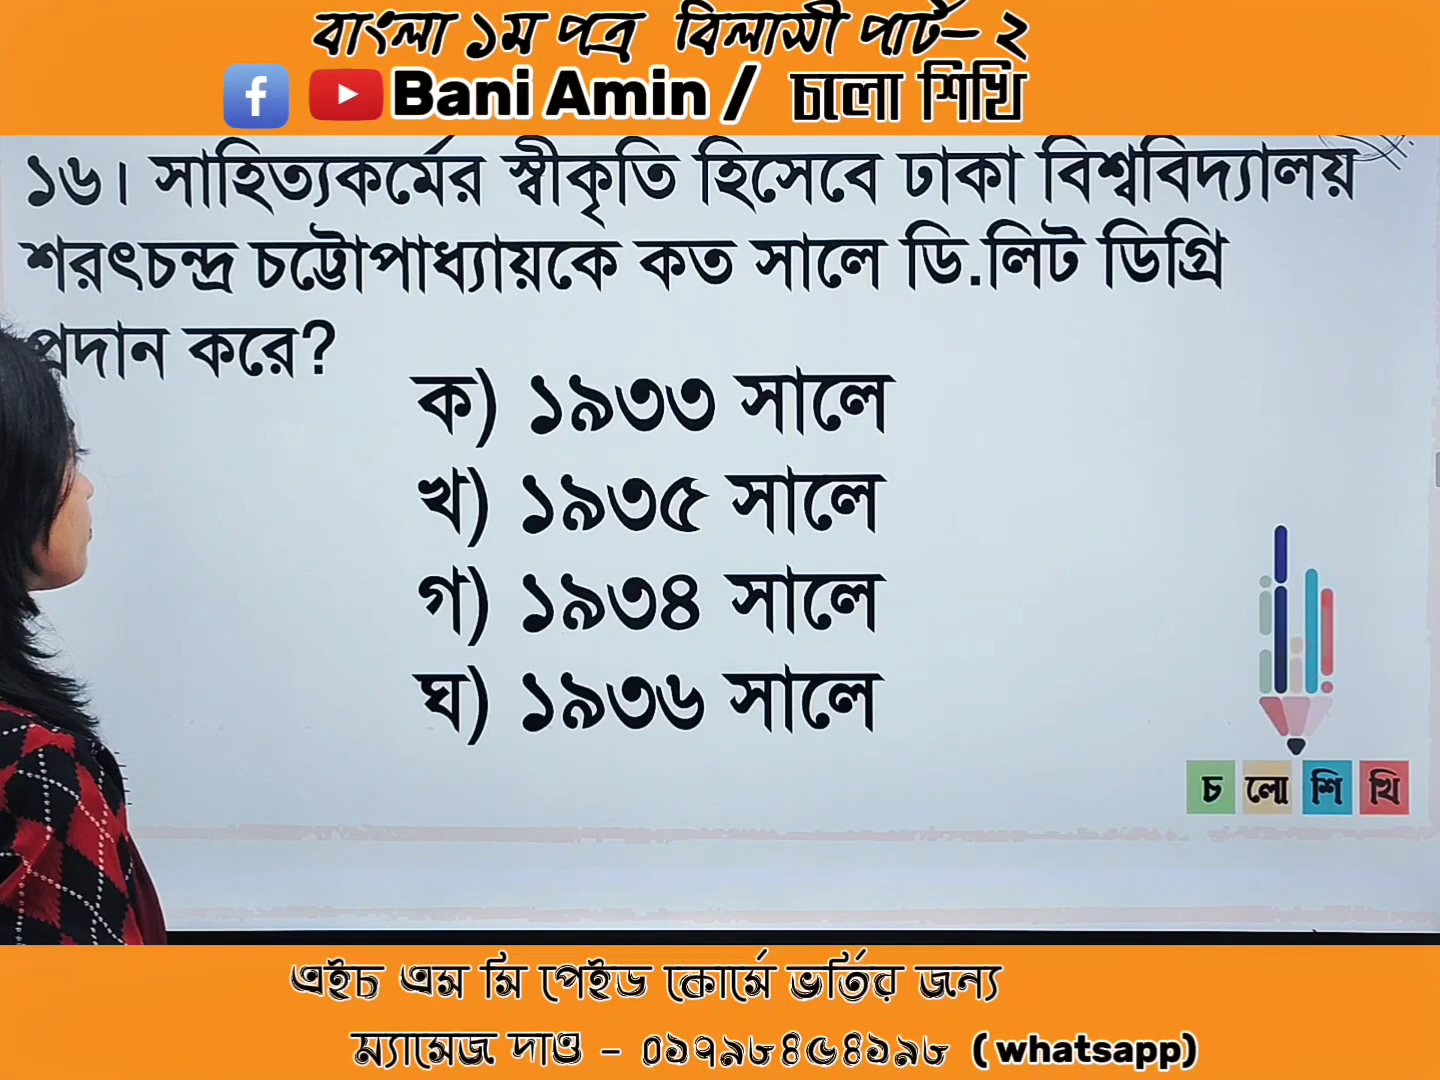 বাংলা ১ম পত্র বিলাসী পার্ট– ২
Bani Amin / চলো শিখি
১৬। সাহিত্যকর্মের স্বীকৃতি হিসেবে ঢাকা বিশ্ববিদ্যালয়
শরৎচন্দ্র চট্টোপাধ্যায়কে কত সালে ডি.লিট ডিগ্রি
প্রদান করে?
ক) ১৯৩৩ সালে
খ) ১৯৩৫ সালে
গ) ১৯৩৪ সালে
ঘ) ১৯৩৬ সালে
চ লো শি খি
এইচ এস সি পেইড কোর্সে ভর্তির জন্য
ম্যাসেজ দাও – ০১৭৯৮৪৫৪১৯৮ (whatsapp)